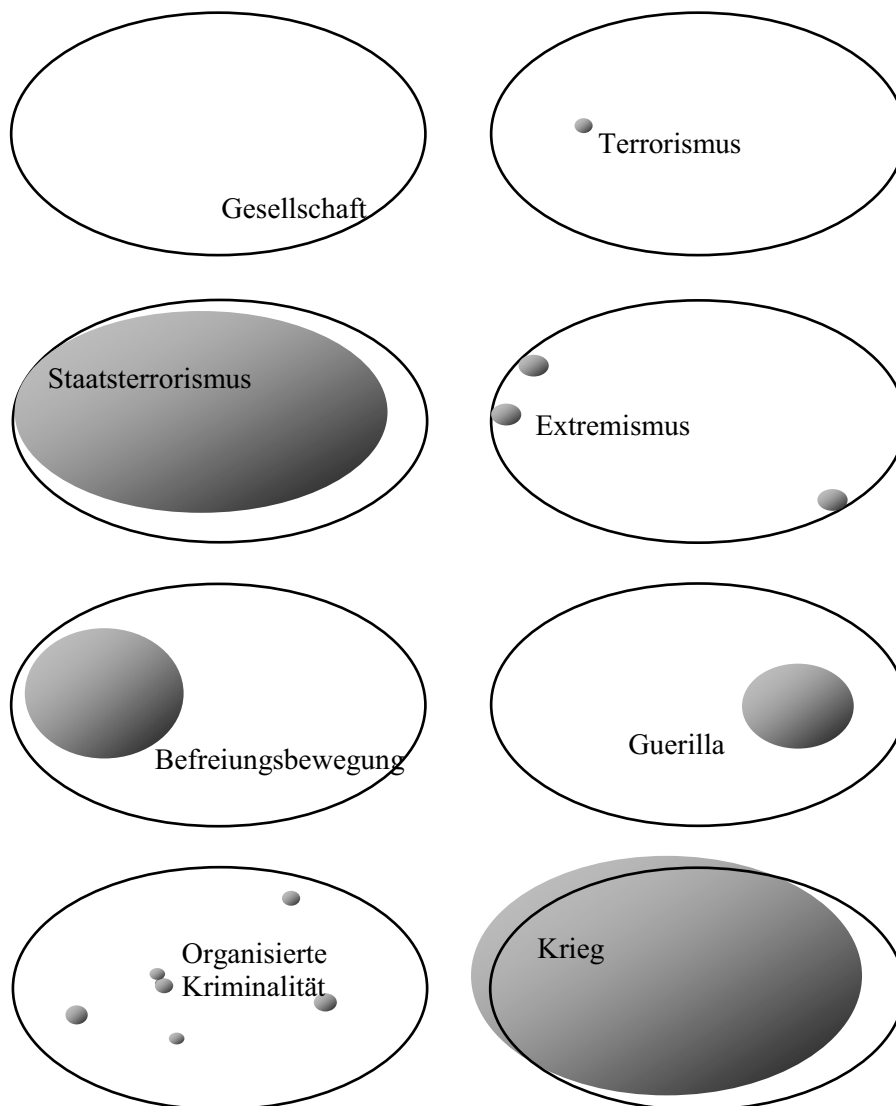 Gesellschaft
Terrorismus
Staatsterrorismus
Extremismus
Befreiungsbewegung
Guerilla
Organisierte
Kriminalität
Krieg